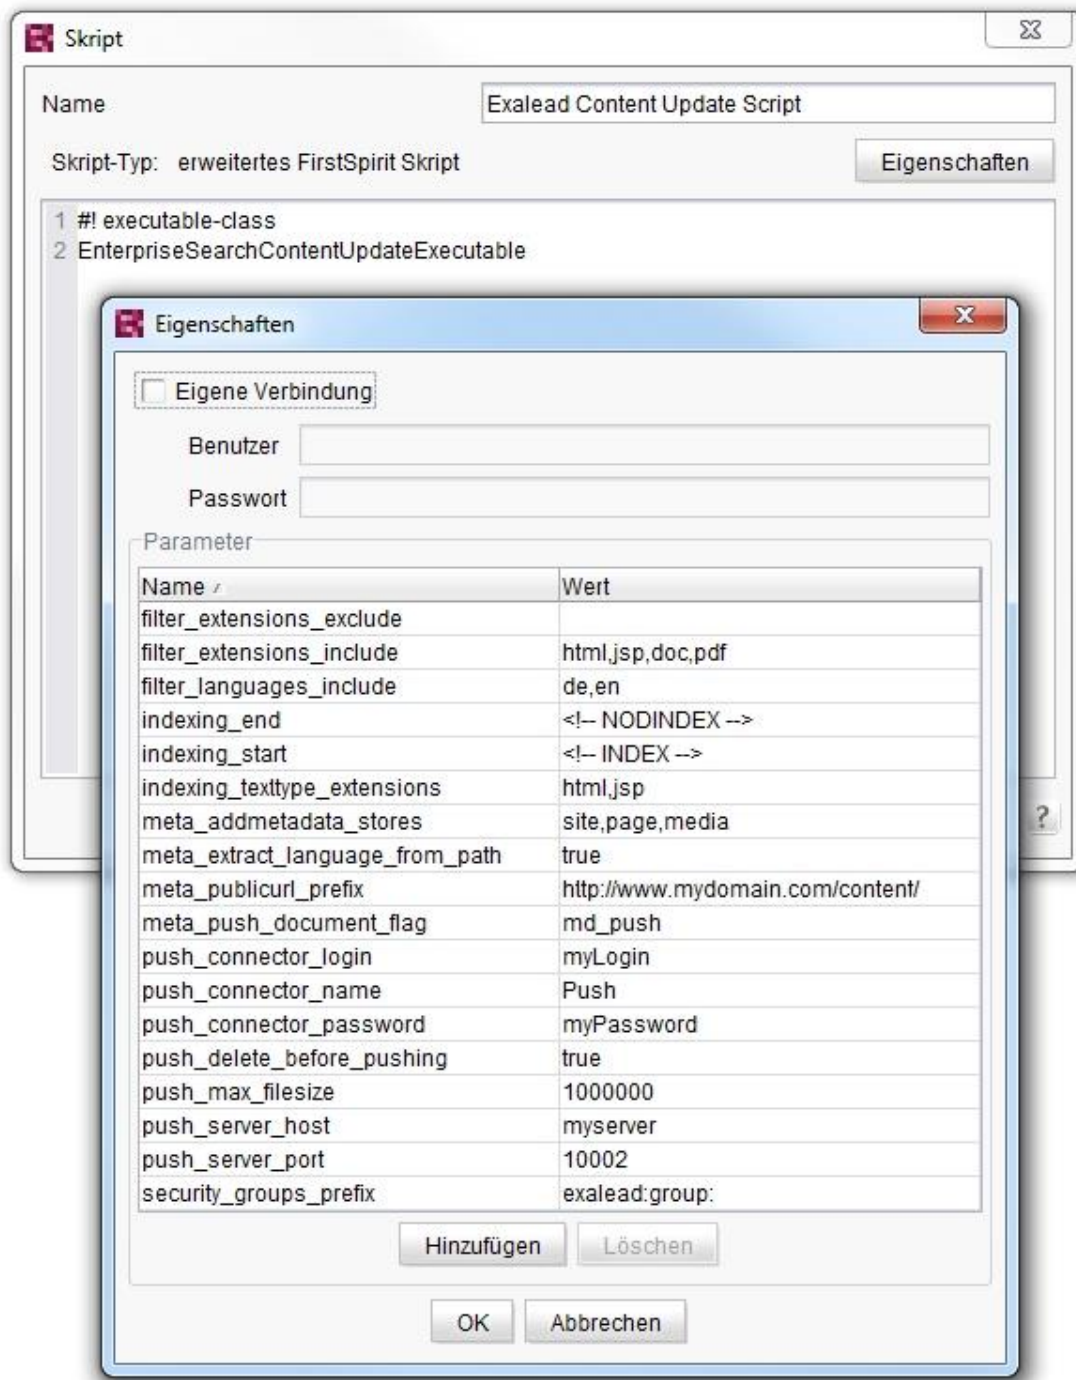 Skript
Name Exalead Content Update Script
Skript-Typ: erweitertes FirstSpirit Skript Eigenschaften
1 #! executable-class
2 EnterpriseSearchContentUpdateExecutable
Eigenschaften
Eigene Verbindung
Benutzer
Passwort
Parameter
Name Wert
filter_extensions_exclude
filter_extensions_include html,jsp,doc,pdf
filter_languages_include de,en
indexing_end <!-- NODINDEX -->
indexing_start <!-- INDEX -->
indexing_texttype_extensions html,jsp
meta_addmetadata_stores site,page,media
meta_extract_language_from_path true
meta_publicurl_prefix http://www.mydomain.com/content/
meta_push_document_flag md_push
push_connector_login myLogin
push_connector_name Push
push_connector_password myPassword
push_delete_before_pushing true
push_max_filesize 1000000
push_server_host myserver
push_server_port 10002
security_groups_prefix exalead:group:
Hinzufügen Löschen
OK Abbrechen
?